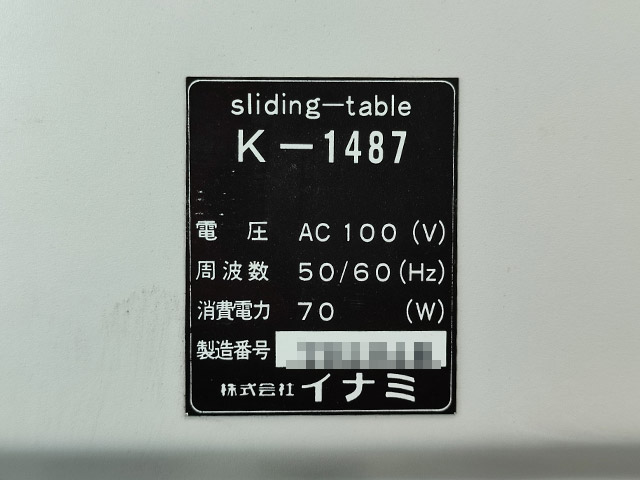 sliding—table
K－1487
電圧 AC 100 (V)
周波数 50/60 (Hz)
消費電力 70 (W)
製造番号
株式会社 イナミ